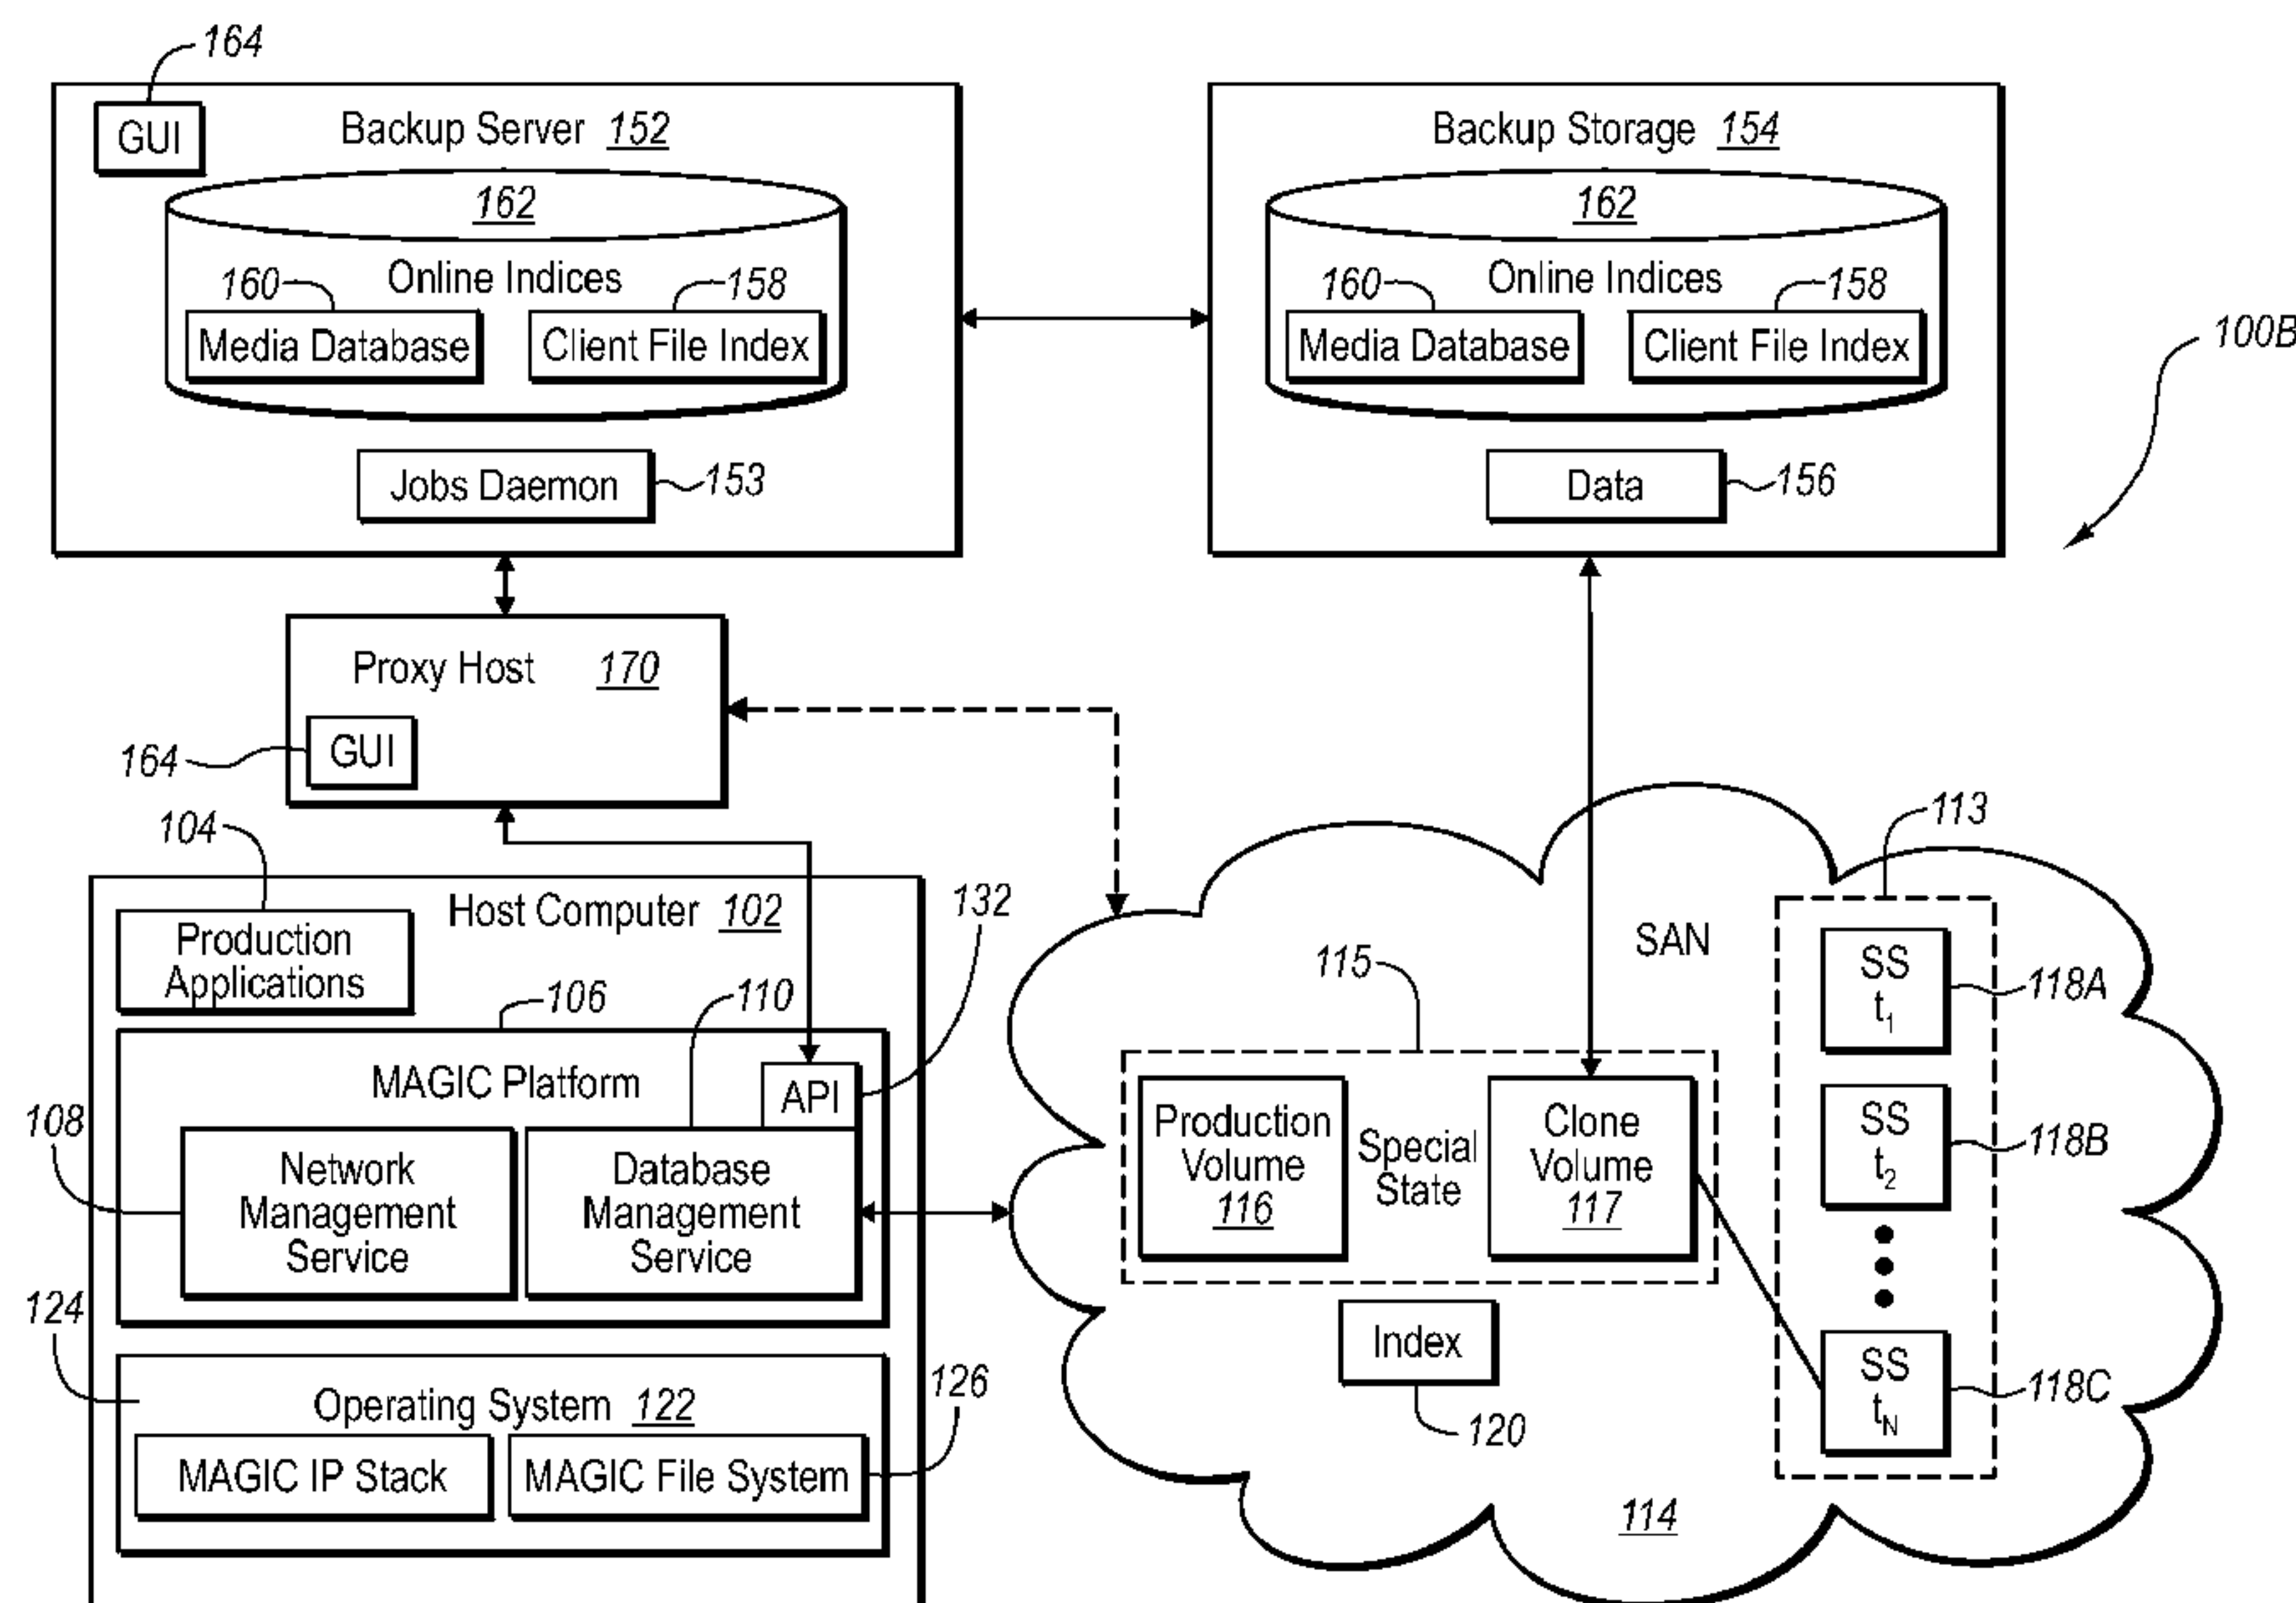 164
GUI
Backup Server 152
162
Online Indices
160
158
Media Database
Client File Index
Jobs Daemon
153
Backup Storage 154
162
Online Indices
160
158
Media Database
Client File Index
Data
156
100B
Proxy Host 170
GUI
164
104
Host Computer 102
132
Production
Applications
106
110
MAGIC Platform
API
108
Network
Management
Service
Database
Management
Service
124
Operating System 122
126
MAGIC IP Stack
MAGIC File System
113
SAN
115
SS
t1
118A
Production
Volume
116
Special
State
Clone
Volume
117
SS
t2
118B
Index
120
SS
tN
118C
114